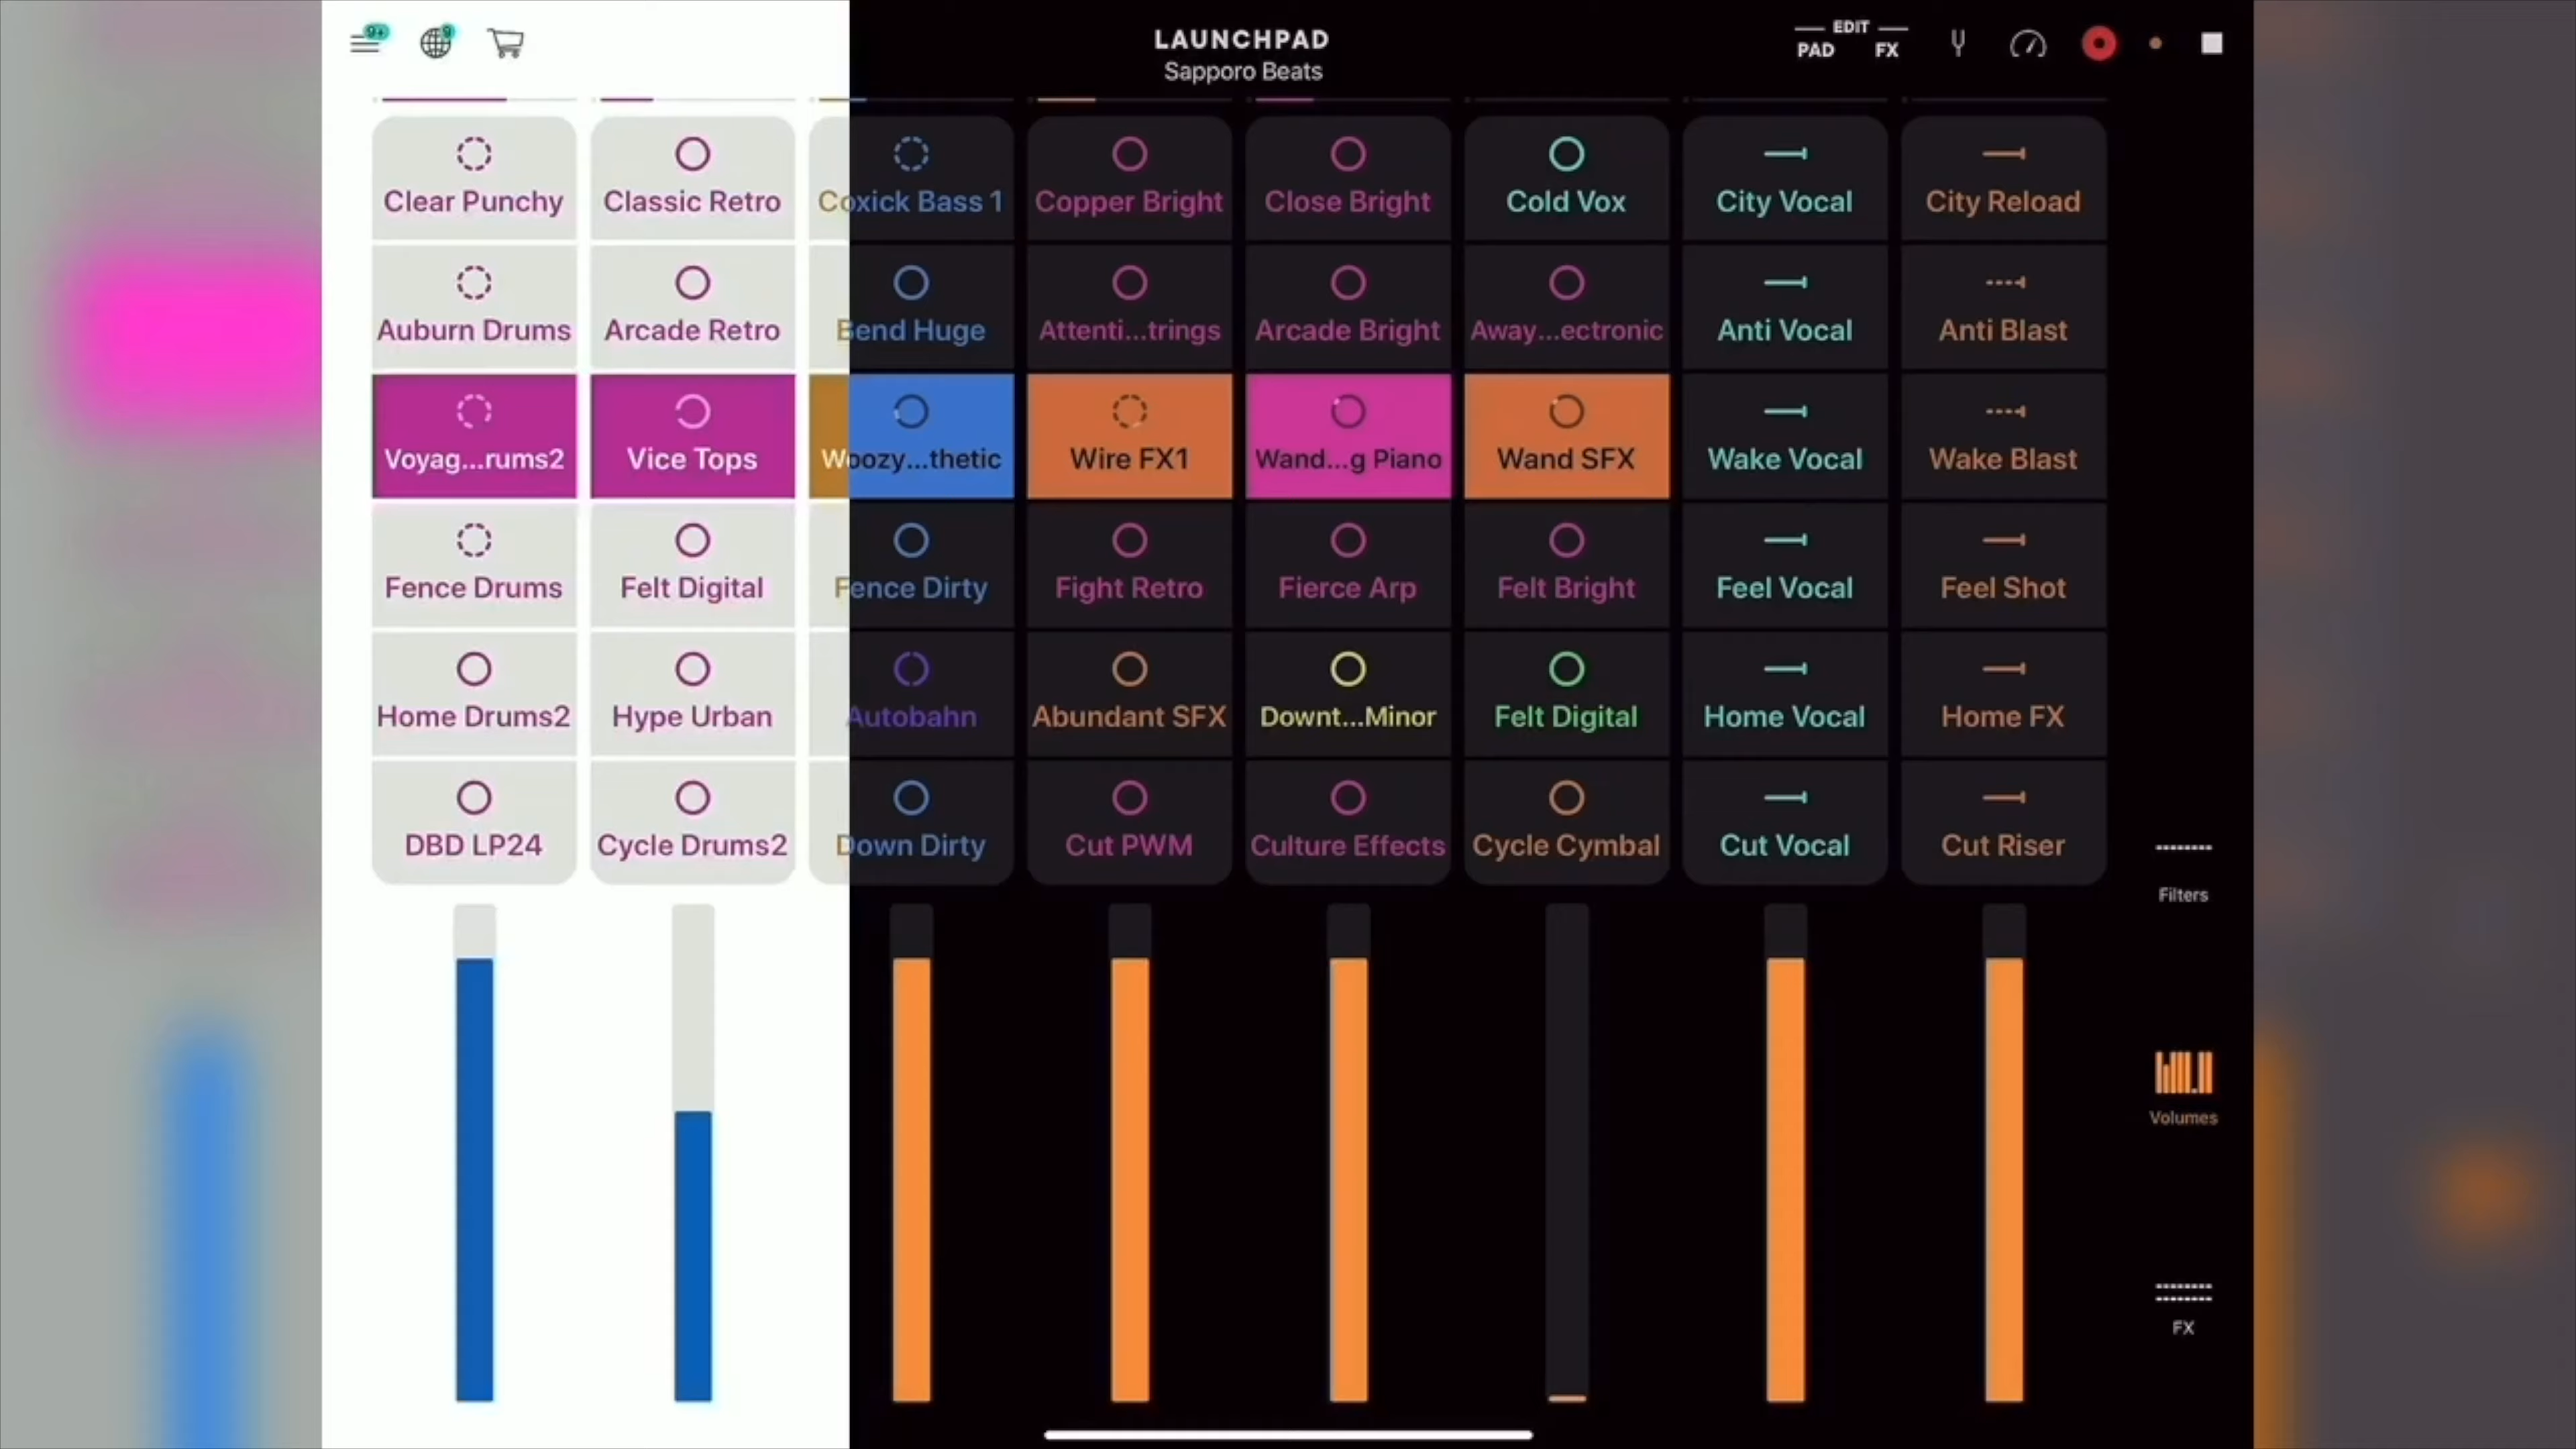 9+
9
LAUNCHPAD
Sapporo Beats
EDIT
PAD FX
Clear Punchy Classic Retro Coxick Bass 1 Copper Bright Close Bright Cold Vox City Vocal City Reload
Auburn Drums Arcade Retro Bend Huge Attenti...trings Arcade Bright Away...ectronic Anti Vocal Anti Blast
Voyag...rums2 Vice Tops Woozy...thetic Wire FX1 Wand...g Piano Wand SFX Wake Vocal Wake Blast
Fence Drums Felt Digital Fence Dirty Fight Retro Fierce Arp Felt Bright Feel Vocal Feel Shot
Home Drums2 Hype Urban Autobahn Abundant SFX Downt...Minor Felt Digital Home Vocal Home FX
DBD LP24 Cycle Drums2 Down Dirty Cut PWM Culture Effects Cycle Cymbal Cut Vocal Cut Riser
Filters
Volumes
FX